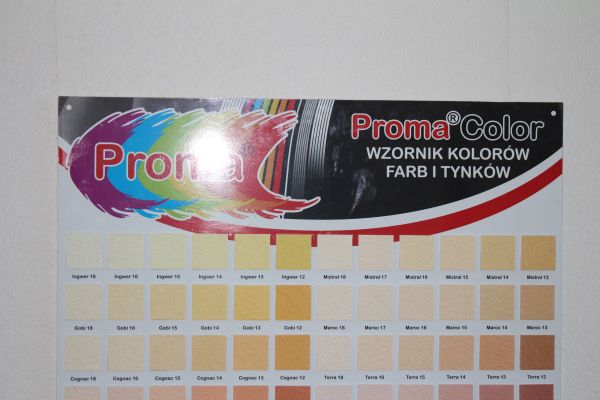 Proma
Proma®Color
WZORNIK KOLORÓW
FARB I TYNKÓW
Ingwer 18 Ingwer 16 Ingwer 15 Ingwer 14 Ingwer 13 Ingwer 12 Mistral 18 Mistral 17 Mistral 16 Mistral 15 Mistral 14 Mistral 13
Gobi 18 Gobi 16 Gobi 15 Gobi 14 Gobi 13 Gobi 12 Maroc 18 Maroc 17 Maroc 16 Maroc 15 Maroc 14 Maroc 13
Cognac 18 Cognac 16 Cognac 15 Cognac 14 Cognac 13 Cognac 12 Terra 18 Terra 16 Terra 15 Terra 14 Terra 13 Terra 12